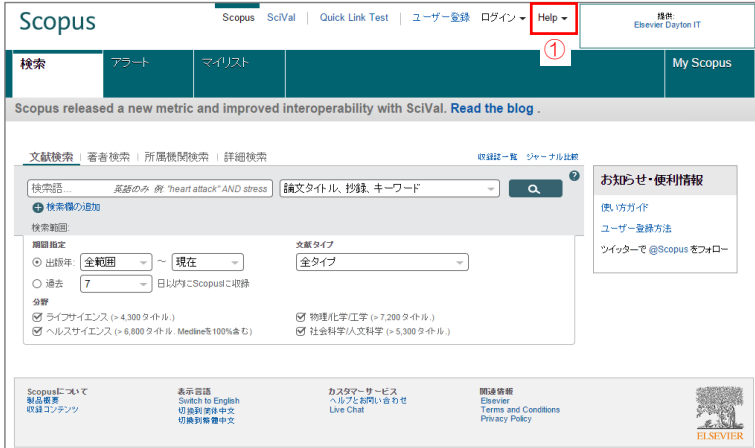 Scopus
Scopus SciVal | Quick Link Test | ユーザー登録 ログイン Help
提供:
Elsevier Dayton IT
①
検索 アラート マイリスト My Scopus
Scopus released a new metric and improved interoperability with SciVal. Read the blog .
文献検索 | 著者検索 | 所属機関検索 | 詳細検索
収録誌一覧 ジャーナル比較
検索語... 英語のみ 例: "heart attack" AND stress 論文タイトル、抄録、キーワード
?
検索欄の追加
検索範囲:
期間指定 文献タイプ
出版年: 全範囲 ~ 現在 全タイプ
過去 7 日以内にScopusに収録
分野
ライフサイエンス (> 4,300 タイトル.) 物理/化学/工学 (> 7,200 タイトル.)
ヘルスサイエンス (> 6,800 タイトル. Medlineを100%含む) 社会科学/人文科学 (> 5,300 タイトル.)
お知らせ・便利情報
使い方ガイド
ユーザー登録方法
ツイッターで @Scopus をフォロー
Scopusについて
製品概要
収録コンテンツ
表示言語
Switch to English
切换到简体中文
切換到繁體中文
カスタマーサービス
ヘルプとお問い合わせ
Live Chat
関連情報
Elsevier
Terms and Conditions
Privacy Policy
ELSEVIER